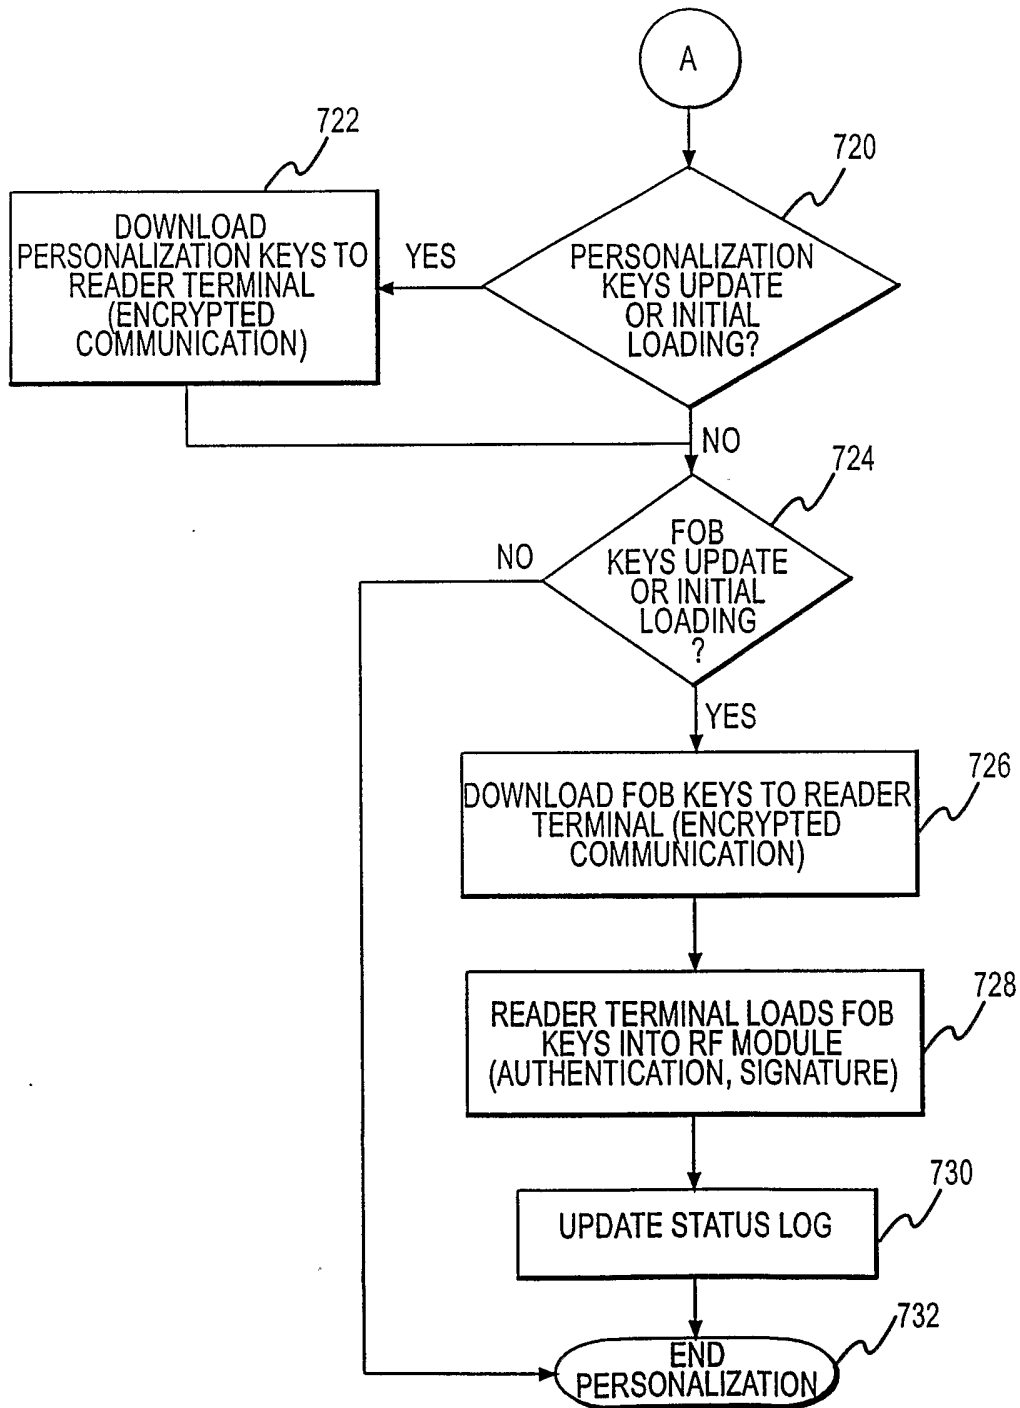 A
722
720
DOWNLOAD
PERSONALIZATION KEYS TO
READER TERMINAL
(ENCRYPTED
COMMUNICATION)
YES
PERSONALIZATION
KEYS UPDATE
OR INITIAL
LOADING?
NO
724
NO
FOB
KEYS UPDATE
OR INITIAL
LOADING
?
YES
726
DOWNLOAD FOB KEYS TO READER
TERMINAL (ENCRYPTED
COMMUNICATION)
728
READER TERMINAL LOADS FOB
KEYS INTO RF MODULE
(AUTHENTICATION, SIGNATURE)
730
UPDATE STATUS LOG
732
END
PERSONALIZATION